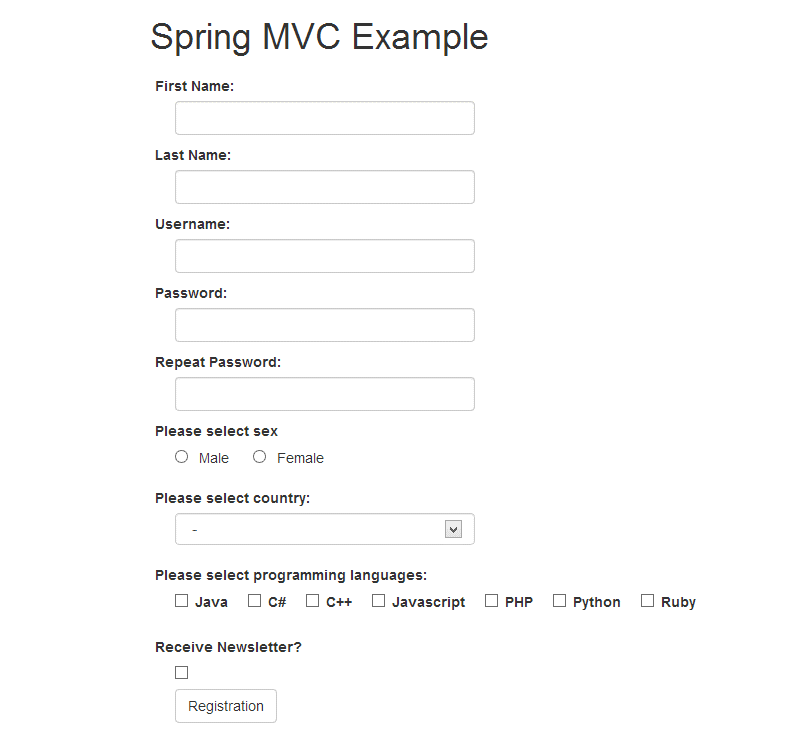 Spring MVC Example
First Name:
Last Name:
Username:
Password:
Repeat Password:
Please select sex
Male Female
Please select country:
-
Please select programming languages:
Java C# C++ Javascript PHP Python Ruby
Receive Newsletter?
Registration